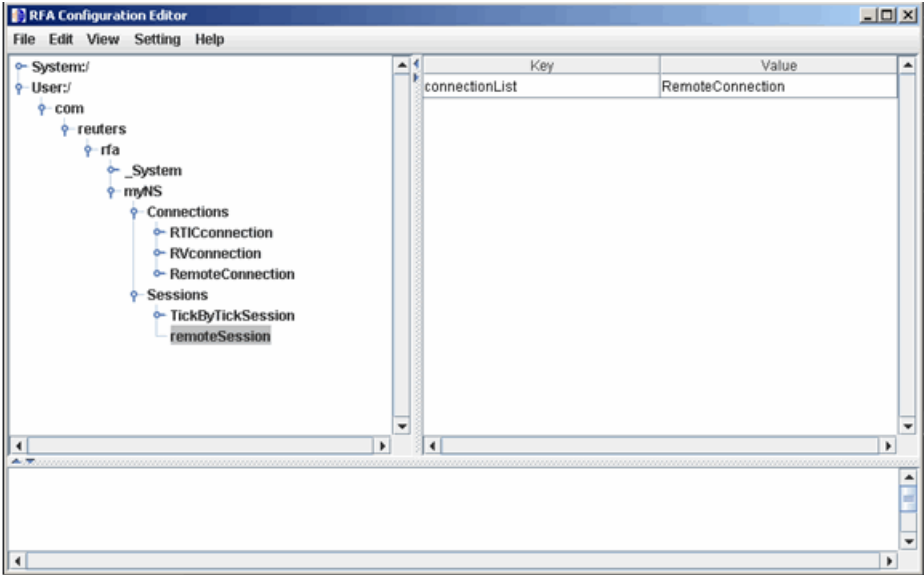 RFA Configuration Editor
File Edit View Setting Help
System:/
User:/
com
reuters
rfa
_System
myNS
Connections
RTICconnection
RVconnection
RemoteConnection
Sessions
TickByTickSession
remoteSession
Key Value
connectionList RemoteConnection